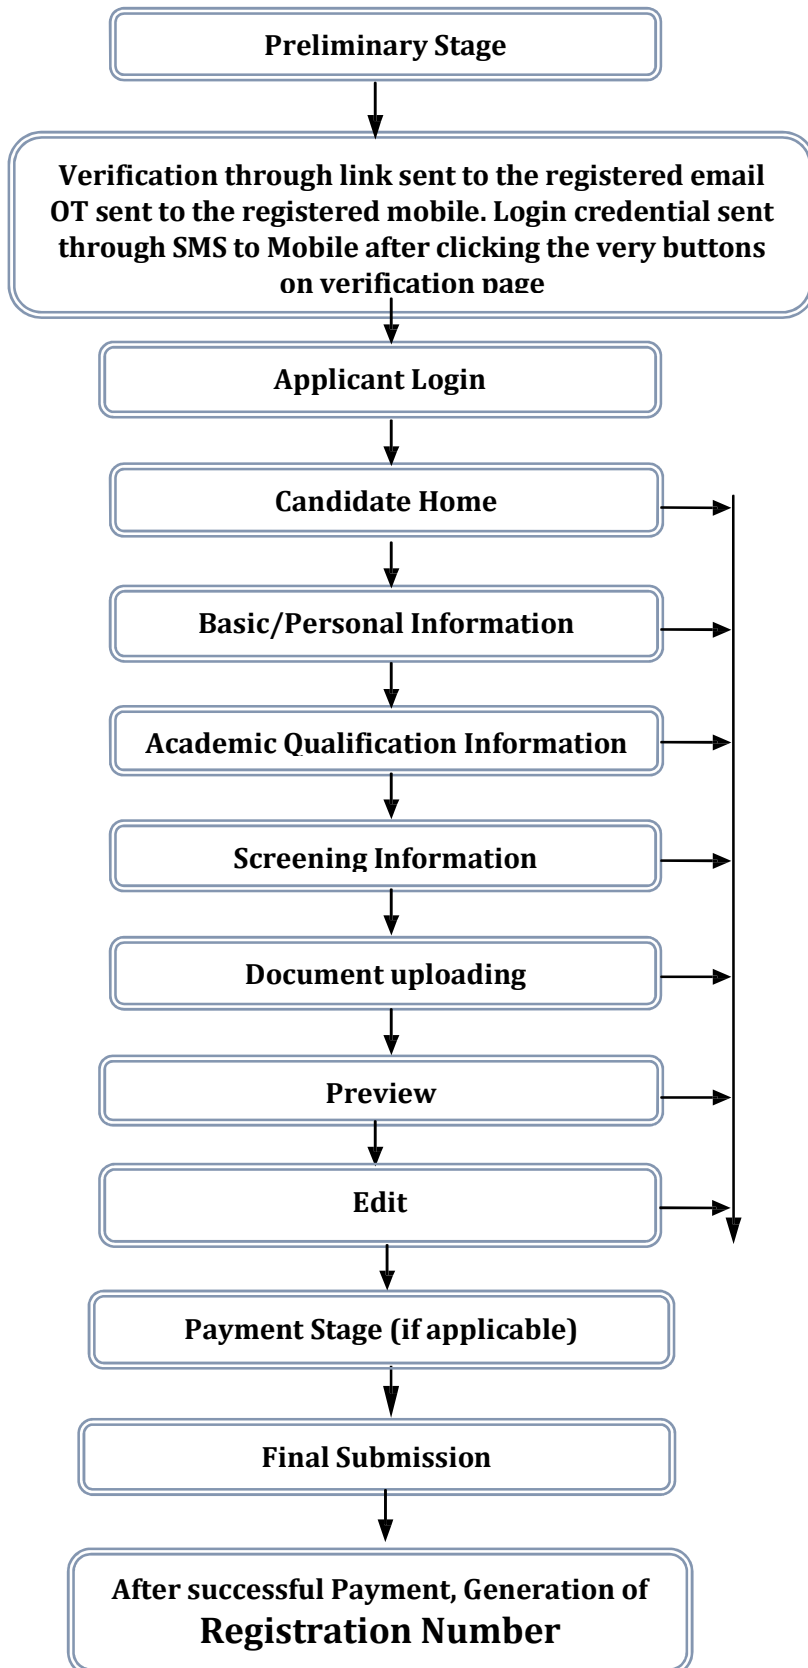 Preliminary Stage
Verification through link sent to the registered email
OT sent to the registered mobile. Login credential sent
through SMS to Mobile after clicking the very buttons
on verification page
Applicant Login
Candidate Home
Basic/Personal Information
Academic Qualification Information
Screening Information
Document uploading
Preview
Edit
Payment Stage (if applicable)
Final Submission
After successful Payment, Generation of
Registration Number